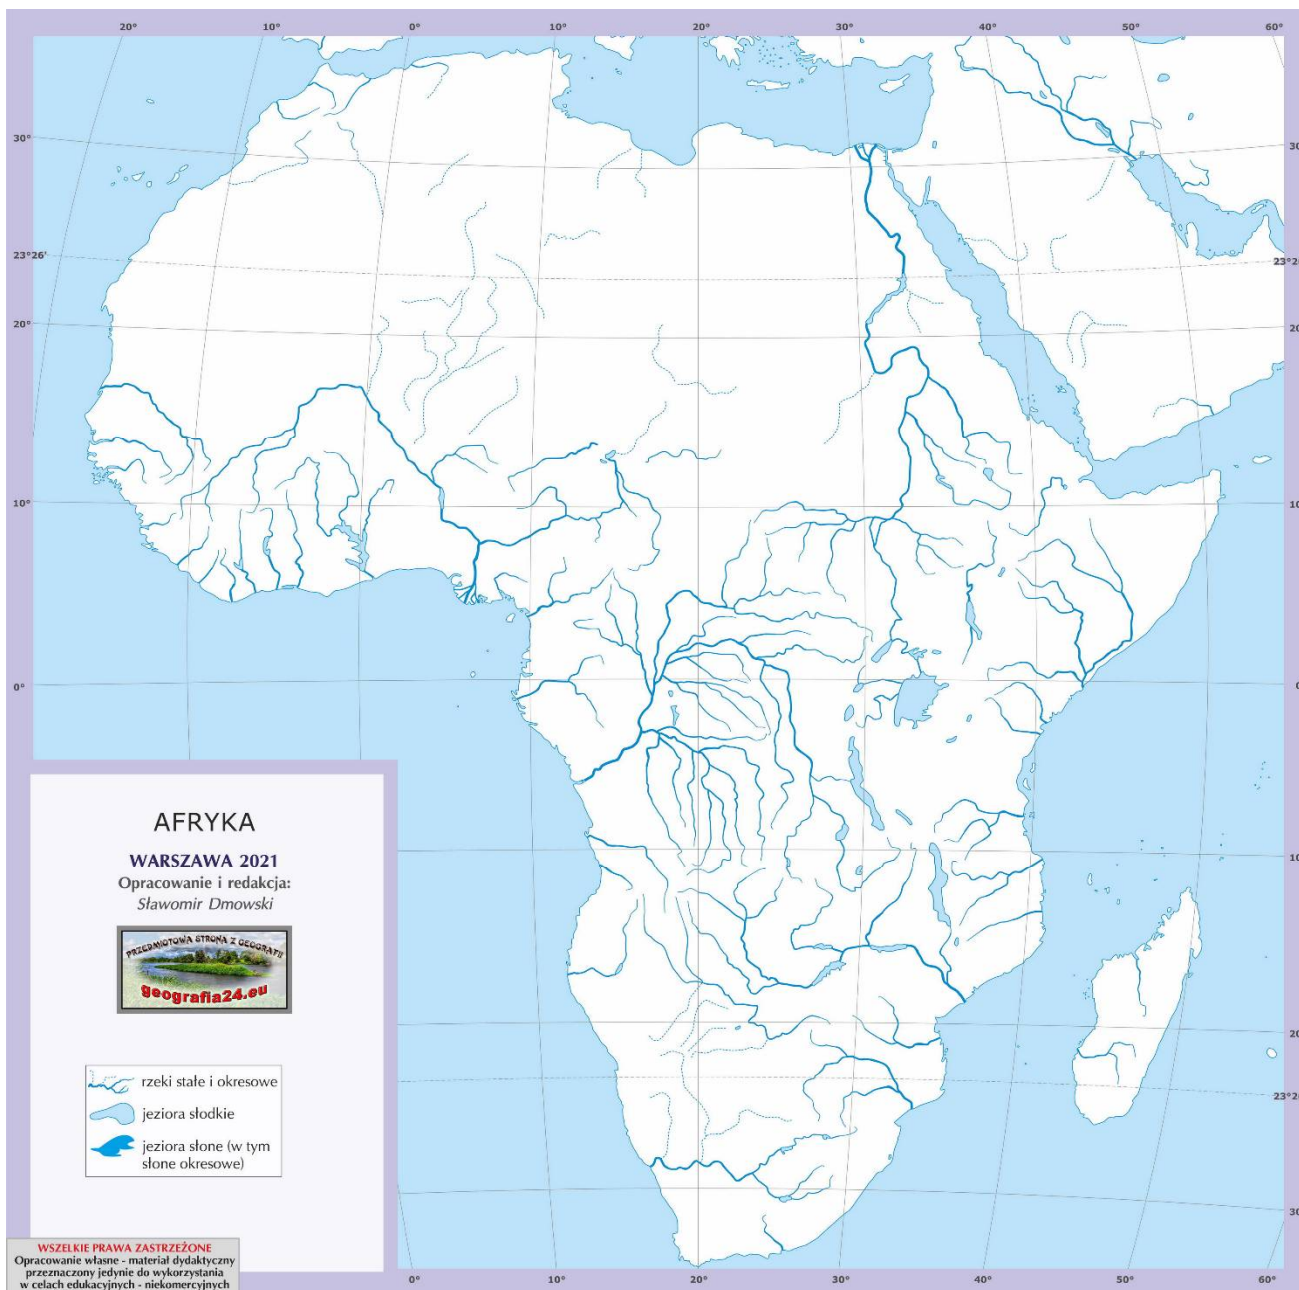 20° 10° 0° 10° 20° 30° 40° 50° 60°
30°
23°26'
20°
10°
0°
AFRYKA
WARSZAWA 2021
Opracowanie i redakcja:
Sławomir Dmowski
PRZEDMIOTOWA STRONA Z GEOGRAFII
geografia24.eu
rzeki stałe i okresowe
jeziora słodkie
jeziora słone (w tym
słone okresowe)
WSZELKIE PRAWA ZASTRZEŻONE
Opracowanie własne - materiał dydaktyczny
przeznaczony jedynie do wykorzystania
w celach edukacyjnych - niekomercyjnych
0° 10° 20° 30° 40° 50° 60°